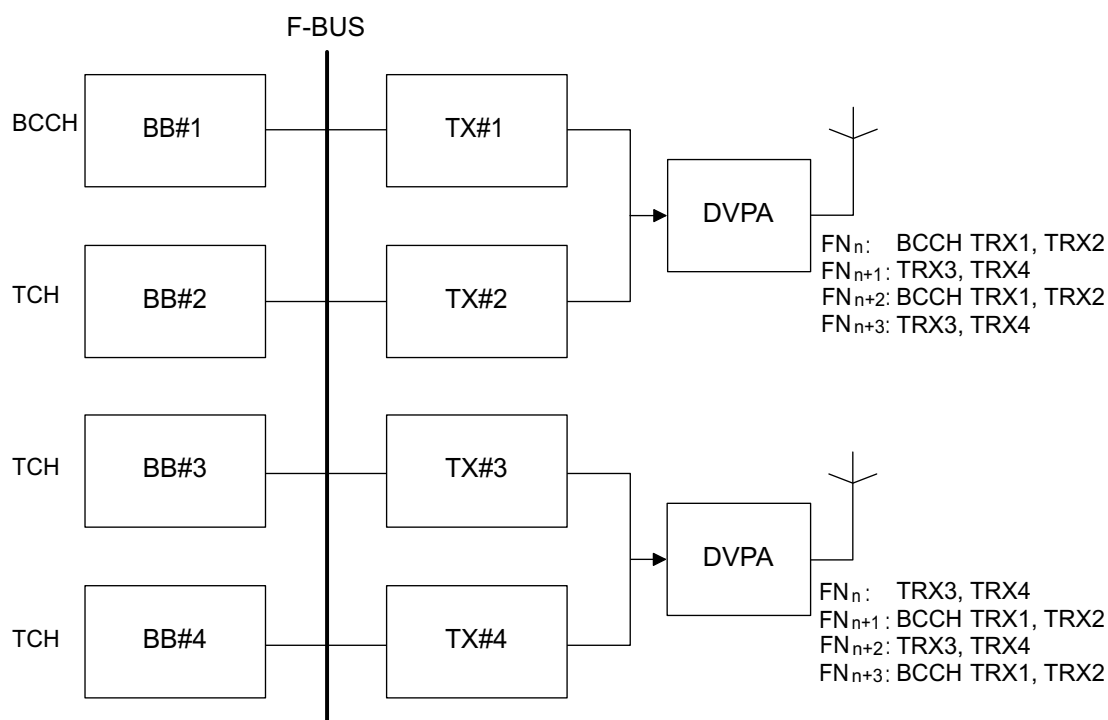 F-BUS
BCCH
BB#1
TX#1
DVPA
FNn: BCCH TRX1, TRX2
FNn+1: TRX3, TRX4
FNn+2: BCCH TRX1, TRX2
FNn+3: TRX3, TRX4
TCH
BB#2
TX#2
TCH
BB#3
TX#3
DVPA
FNn: TRX3, TRX4
FNn+1: BCCH TRX1, TRX2
FNn+2: TRX3, TRX4
FNn+3: BCCH TRX1, TRX2
TCH
BB#4
TX#4